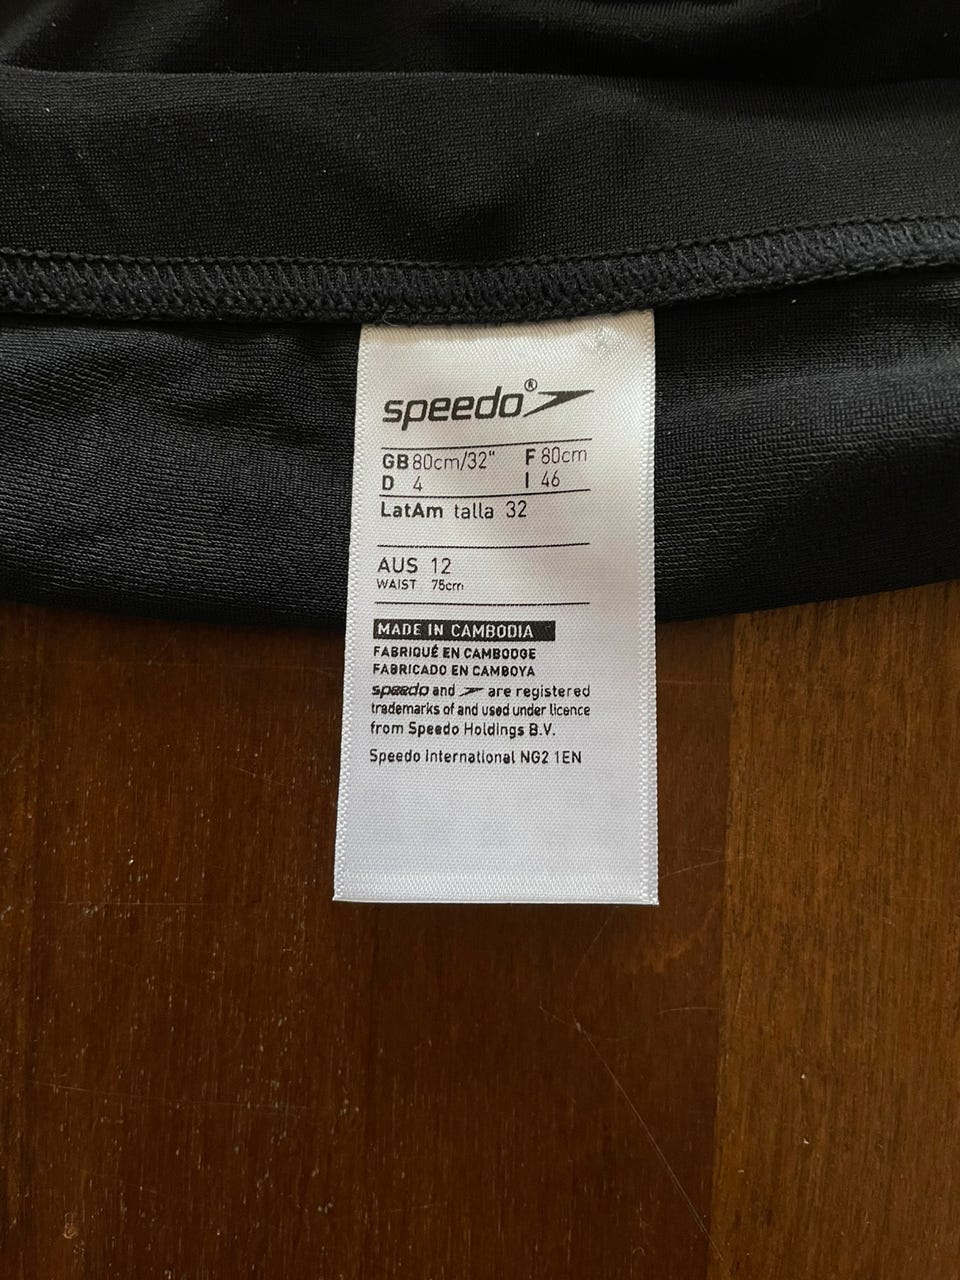 speedo®
GB 80cm/32" F 80cm
D 4 I 46
LatAm talla 32
AUS 12
WAIST 75cm
MADE IN CAMBODIA
FABRIQUÉ EN CAMBODGE
FABRICADO EN CAMBOYA
speedo and are registered
trademarks of and used under licence
from Speedo Holdings B.V.
Speedo International NG2 1EN